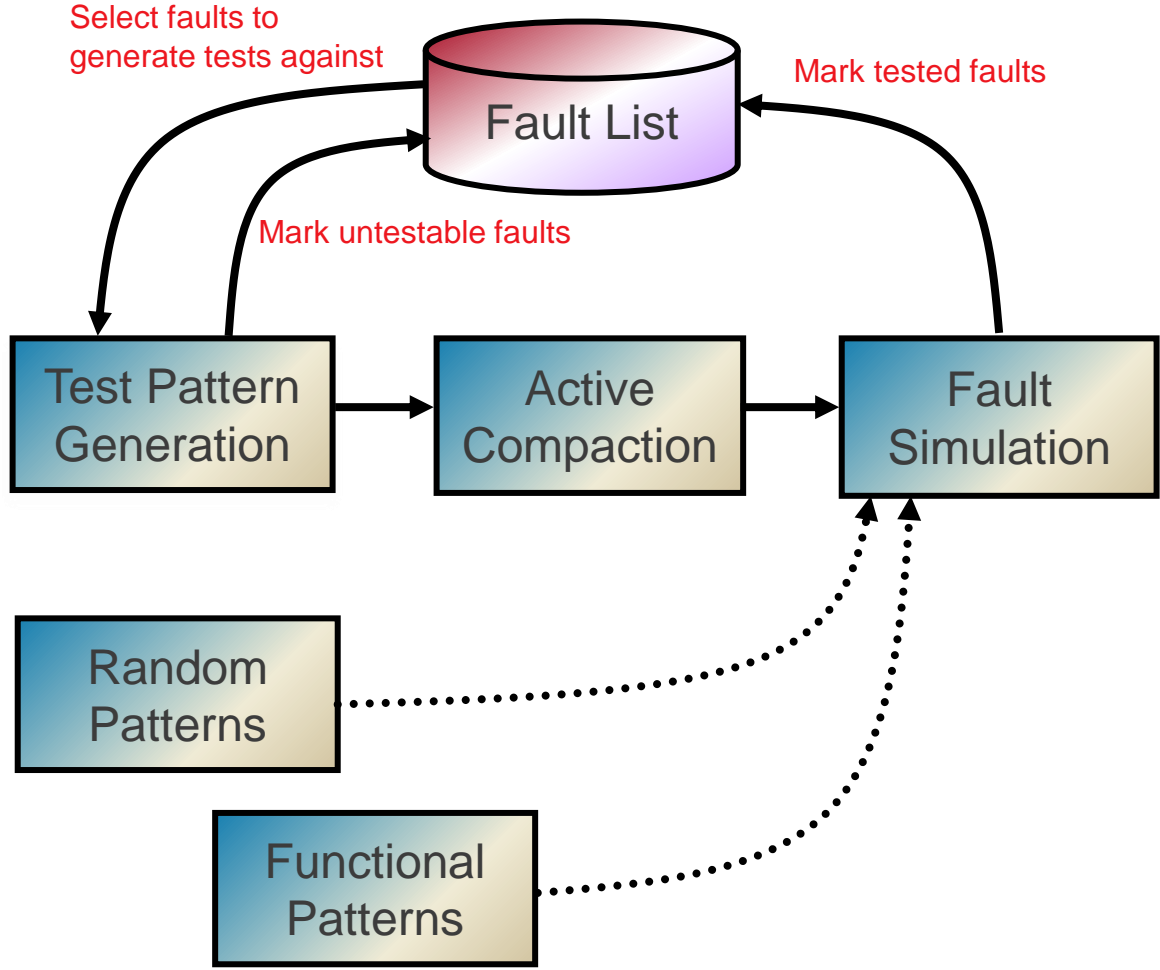 Select faults to
generate tests against
Mark tested faults
Fault List
Mark untestable faults
Test Pattern
Generation
Active
Compaction
Fault
Simulation
Random
Patterns
Functional
Patterns